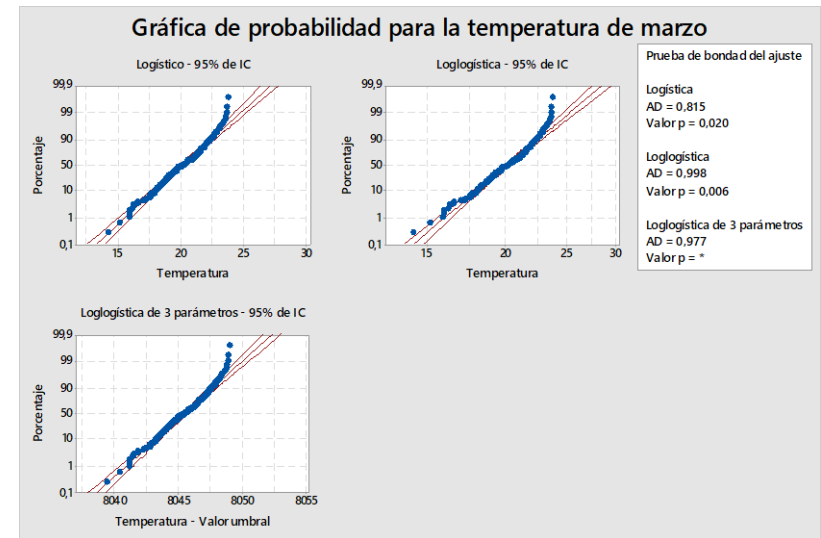 Gráfica de probabilidad para la temperatura de marzo
Logístico - 95% de IC
99,9
99
90
50
10
1
0,1
Porcentaje
15 20 25 30
Temperatura
Loglogística - 95% de IC
99,9
99
90
50
10
1
0,1
Porcentaje
15 20 25 30
Temperatura
Prueba de bondad del ajuste
Logística
AD = 0,815
Valor p = 0,020
Loglogística
AD = 0,998
Valor p = 0,006
Loglogística de 3 parámetros
AD = 0,977
Valor p = *
Loglogística de 3 parámetros - 95% de IC
99,9
99
90
50
10
1
0,1
Porcentaje
8040 8045 8050 8055
Temperatura - Valor umbral